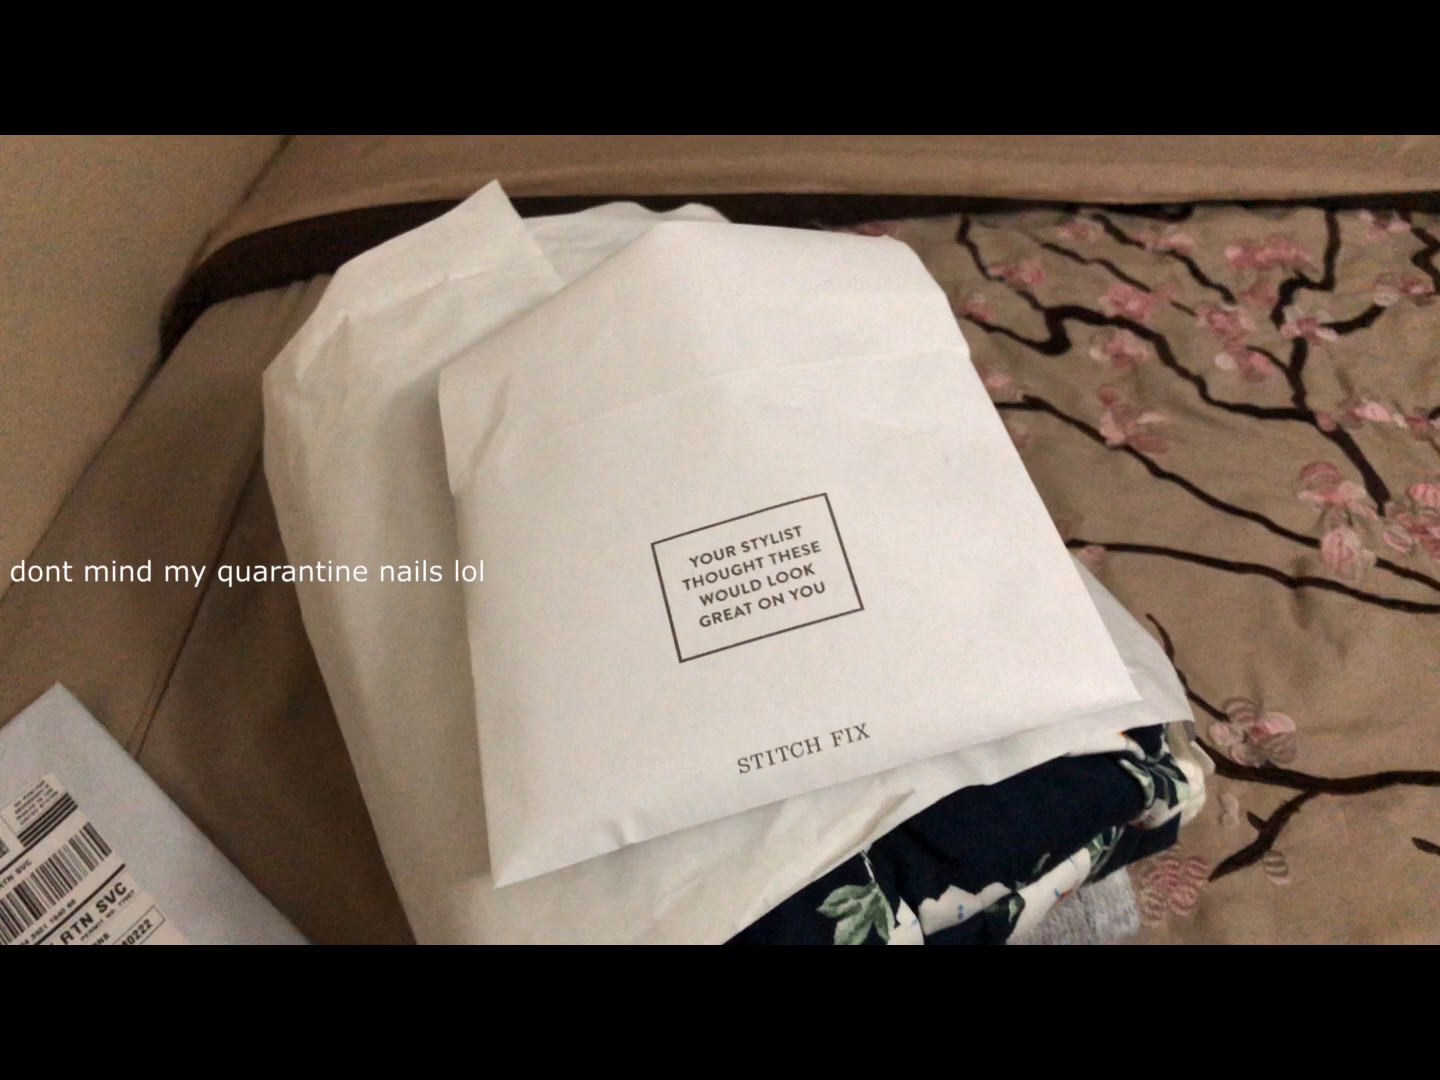 dont mind my quarantine nails lol
YOUR STYLIST
THOUGHT THESE
WOULD LOOK
GREAT ON YOU
STITCH FIX
RTN SVC